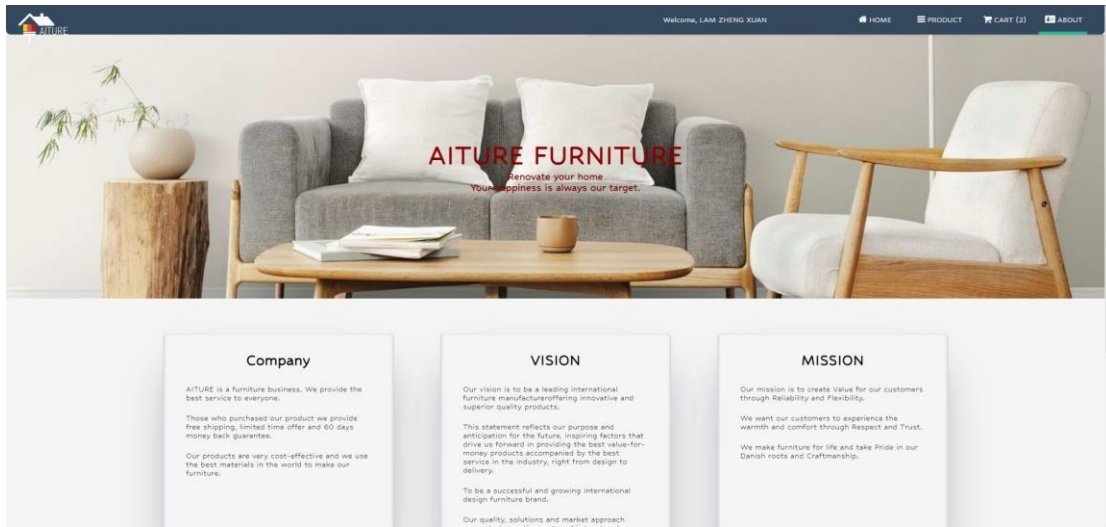 AITURE
Welcome, LAM ZHENG XUAN
HOME
PRODUCT
CART (2)
ABOUT
AITURE FURNITURE
Renovate your home
Your happiness is always our target.
Company
AITURE is a furniture business. We provide the
best service to everyone.
Those who purchased our product we provide
free shipping, limited time offer and 60 days
money back guarantee.
Our products are very cost-effective and we use
the best materials in the world to make our
furniture.
VISION
Our vision is to be a leading international
furniture manufactureroffering innovative and
superior quality products.
This statement reflects our purpose and
anticipation for the future, inspiring factors that
drive us forward in providing the best value-for-
money products accompanied by the best
service in the industry, right from design to
delivery.
To be a successful and growing international
design furniture brand.
Our quality, solutions and market approach
MISSION
Our mission is to create Value for our customers
through Reliability and Flexibility.
We want our customers to experience the
warmth and comfort through Respect and Trust.
We make furniture for life and take Pride in our
Danish roots and Craftmanship.